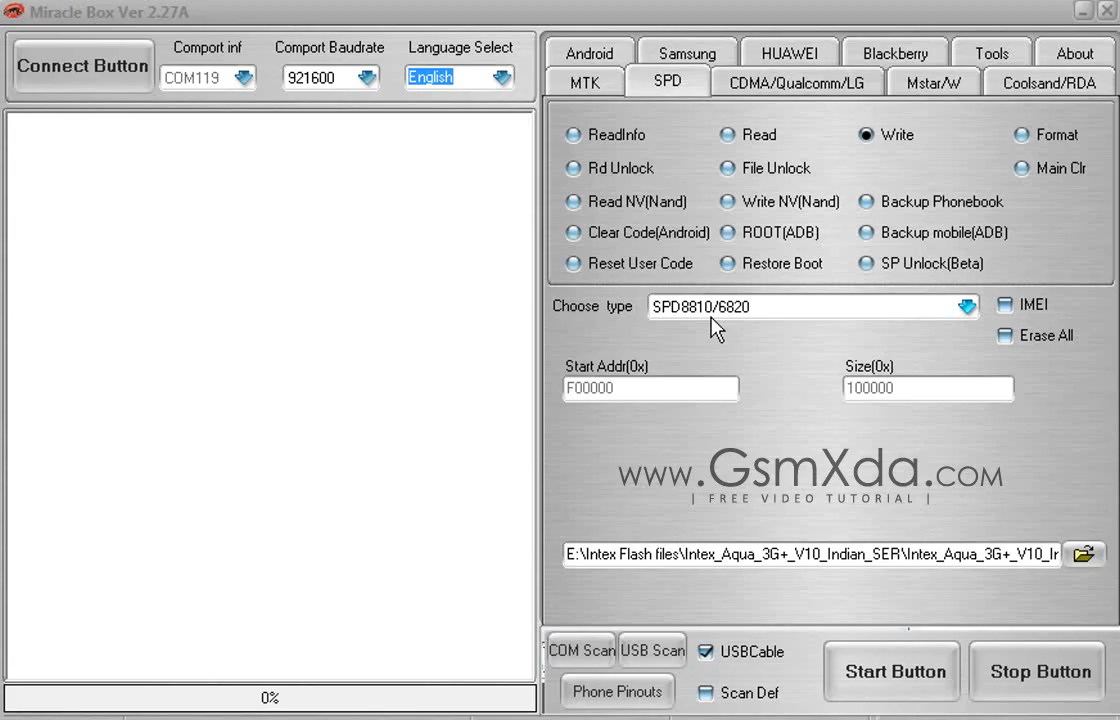 Miracle Box Ver 2.27A
Connect Button
Comport inf
Comport Baudrate
Language Select
COM119
921600
English
Android
Samsung
HUAWEI
Blackberry
Tools
About
MTK
SPD
CDMA/Qualcomm/LG
Mstar/W
Coolsand/RDA
ReadInfo
Read
Write
Format
Rd Unlock
File Unlock
Main Clr
Read NV(Nand)
Write NV(Nand)
Backup Phonebook
Clear Code(Android)
ROOT(ADB)
Backup mobile(ADB)
Reset User Code
Restore Boot
SP Unlock(Beta)
Choose type
SPD8810/6820
IMEI
Erase All
Start Addr(0x)
Size(0x)
F00000
100000
www.GsmXda.com
| FREE VIDEO TUTORIAL |
E:\Intex Flash files\Intex_Aqua_3G+_V10_Indian_SER\Intex_Aqua_3G+_V10_Ir
COM Scan
USB Scan
USBCable
Start Button
Stop Button
Phone Pinouts
Scan Def
0%